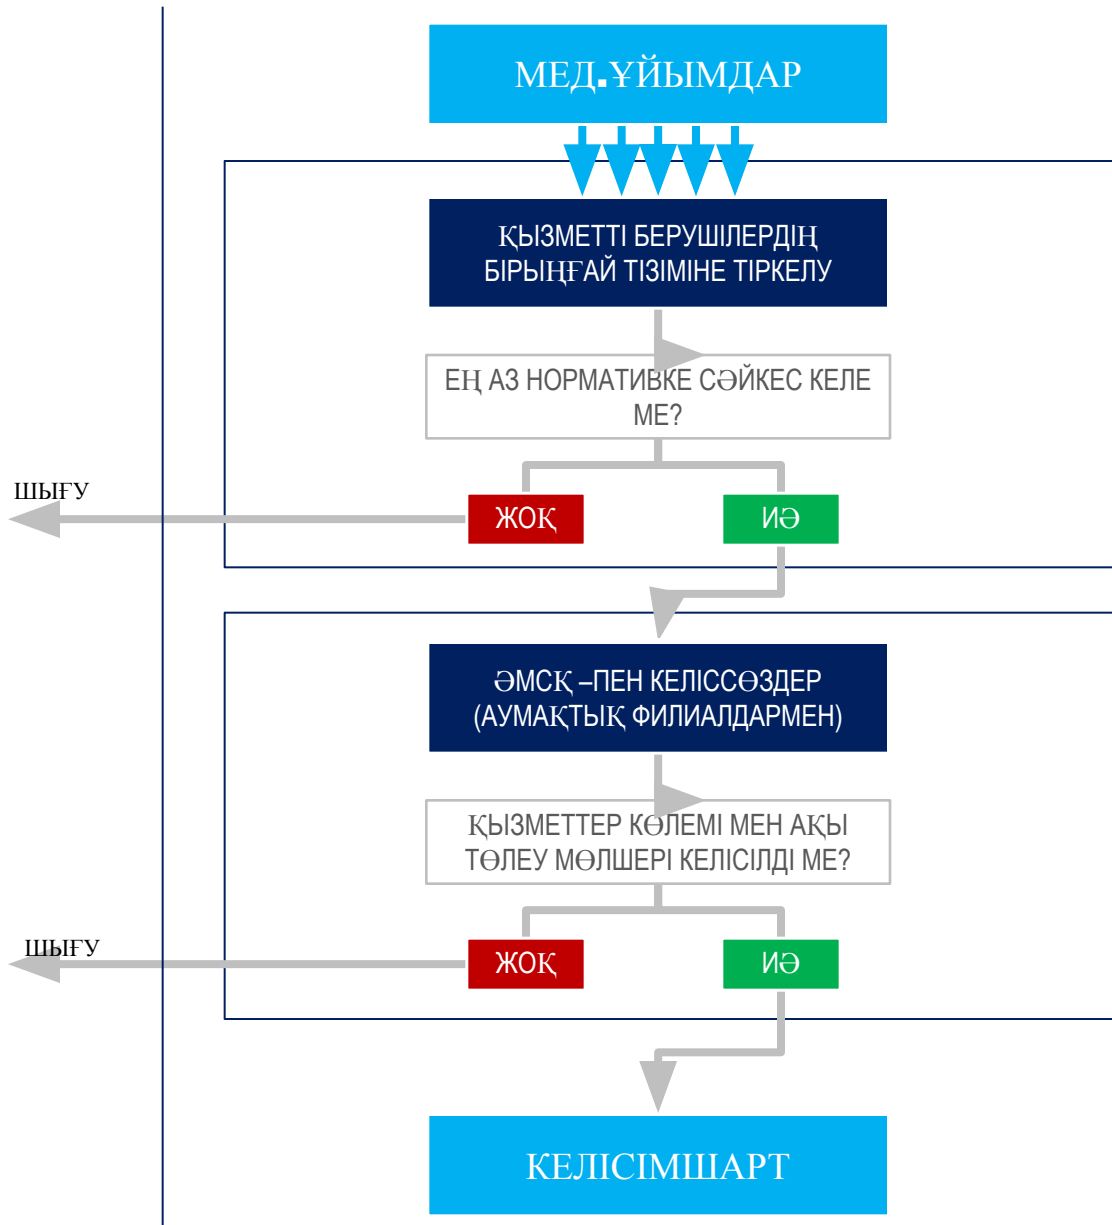 МЕД.ҰЙЫМДАР
ҚЫЗМЕТТІ БЕРУШІЛЕРДІҢ
БІРЫҢҒАЙ ТІЗІМІНЕ ТІРКЕЛУ
ЕҢ АЗ НОРМАТИВКЕ СӘЙКЕС КЕЛЕ
МЕ?
ШЫҒУ
ЖОҚ
ИӘ
ӘМСҚ –ПЕН КЕЛІССӨЗДЕР
(АУМАҚТЫҚ ФИЛИАЛДАРМЕН)
ҚЫЗМЕТТЕР КӨЛЕМІ МЕН АҚЫ
ТӨЛЕУ МӨЛШЕРІ КЕЛІСІЛДІ МЕ?
ШЫҒУ
ЖОҚ
ИӘ
КЕЛІСІМШАРТ